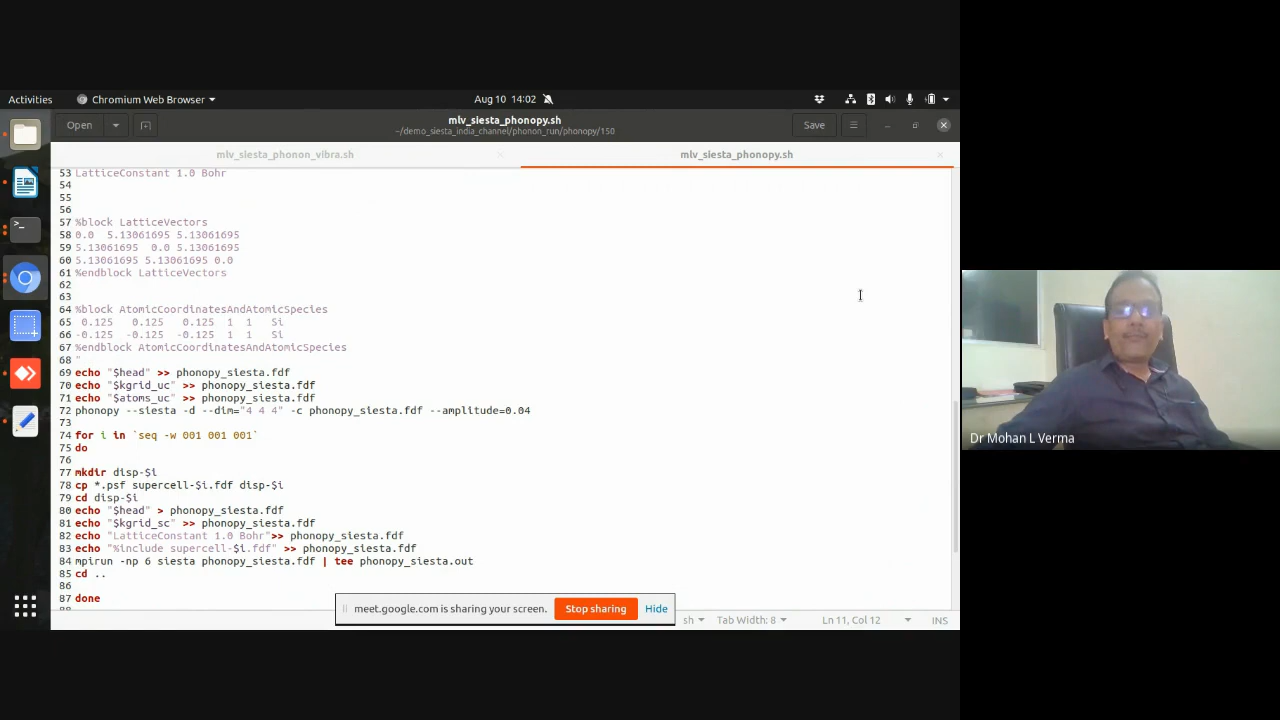 Activities Chromium Web Browser Aug 10 14:02
Open mlv_siesta_phonopy.sh Save
~/demo_siesta_india_channel/phonon_run/phonopy/150
mlv_siesta_phonon_vibra.sh mlv_siesta_phonopy.sh
53 LatticeConstant 1.0 Bohr
54
55
56
57 %block LatticeVectors
58 0.0  5.13061695 5.13061695
59 5.13061695  0.0 5.13061695
60 5.13061695 5.13061695 0.0
61 %endblock LatticeVectors
62
63
64 %block AtomicCoordinatesAndAtomicSpecies
65  0.125   0.125   0.125  1  1   Si
66 -0.125  -0.125  -0.125  1  1   Si
67 %endblock AtomicCoordinatesAndAtomicSpecies
68 "
69 echo "$head" >> phonopy_siesta.fdf
70 echo "$kgrid_uc" >> phonopy_siesta.fdf
71 echo "$atoms_uc" >> phonopy_siesta.fdf
72 phonopy --siesta -d --dim="4 4 4" -c phonopy_siesta.fdf --amplitude=0.04
73
74 for i in `seq -w 001 001 001`
75 do
76
77 mkdir disp-$i
78 cp *.psf supercell-$i.fdf disp-$i
79 cd disp-$i
80 echo "$head" > phonopy_siesta.fdf
81 echo "$kgrid_sc" >> phonopy_siesta.fdf
82 echo "LatticeConstant 1.0 Bohr">> phonopy_siesta.fdf
83 echo "%include supercell-$i.fdf" >> phonopy_siesta.fdf
84 mpirun -np 6 siesta phonopy_siesta.fdf | tee phonopy_siesta.out
85 cd ..
86
87 done
meet.google.com is sharing your screen. Stop sharing Hide
sh Tab Width: 8 Ln 11, Col 12 INS
Dr Mohan L Verma